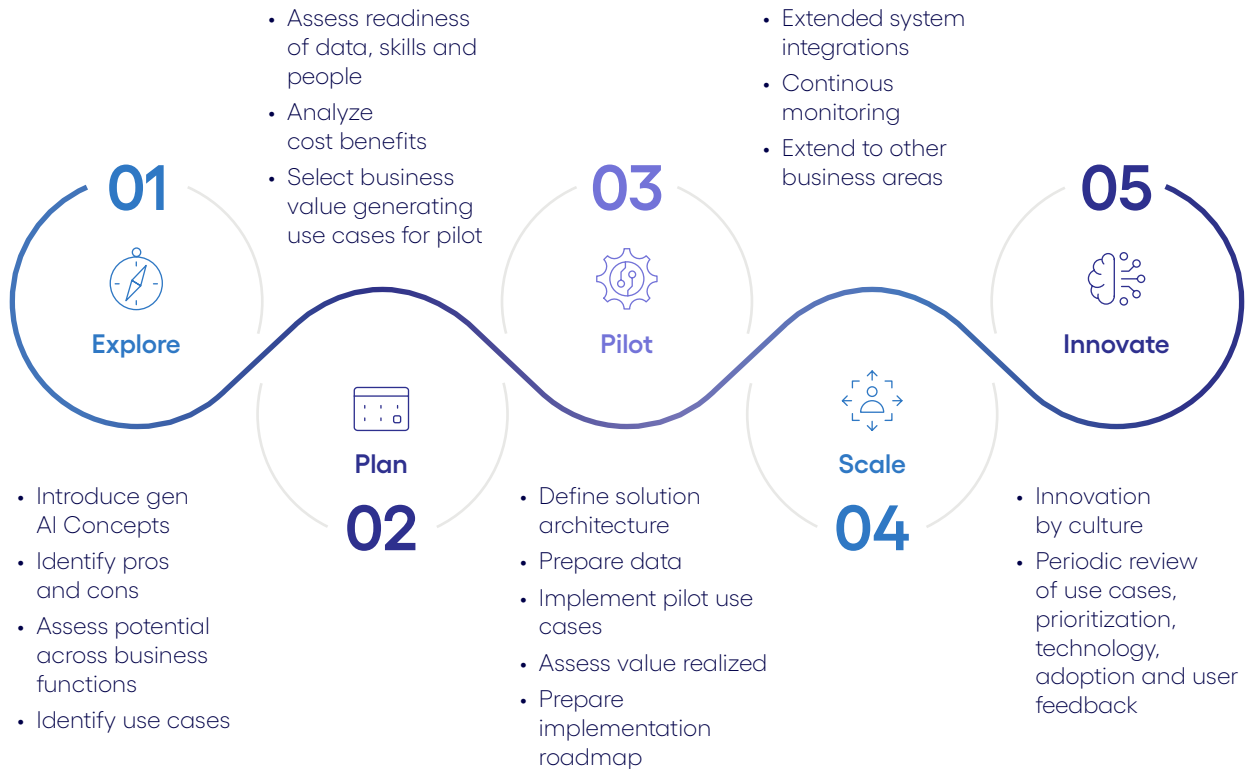 01
Explore
• Introduce gen
AI Concepts
• Identify pros
and cons
• Assess potential
across business
functions
• Identify use cases
• Assess readiness
of data, skills and
people
• Analyze
cost benefits
• Select business
value generating
use cases for pilot
Plan
02
03
Pilot
• Define solution
architecture
• Prepare data
• Implement pilot use
cases
• Assess value realized
• Prepare
implementation
roadmap
• Extended system
integrations
• Continous
monitoring
• Extend to other
business areas
Scale
04
05
Innovate
• Innovation
by culture
• Periodic review
of use cases,
prioritization,
technology,
adoption and user
feedback